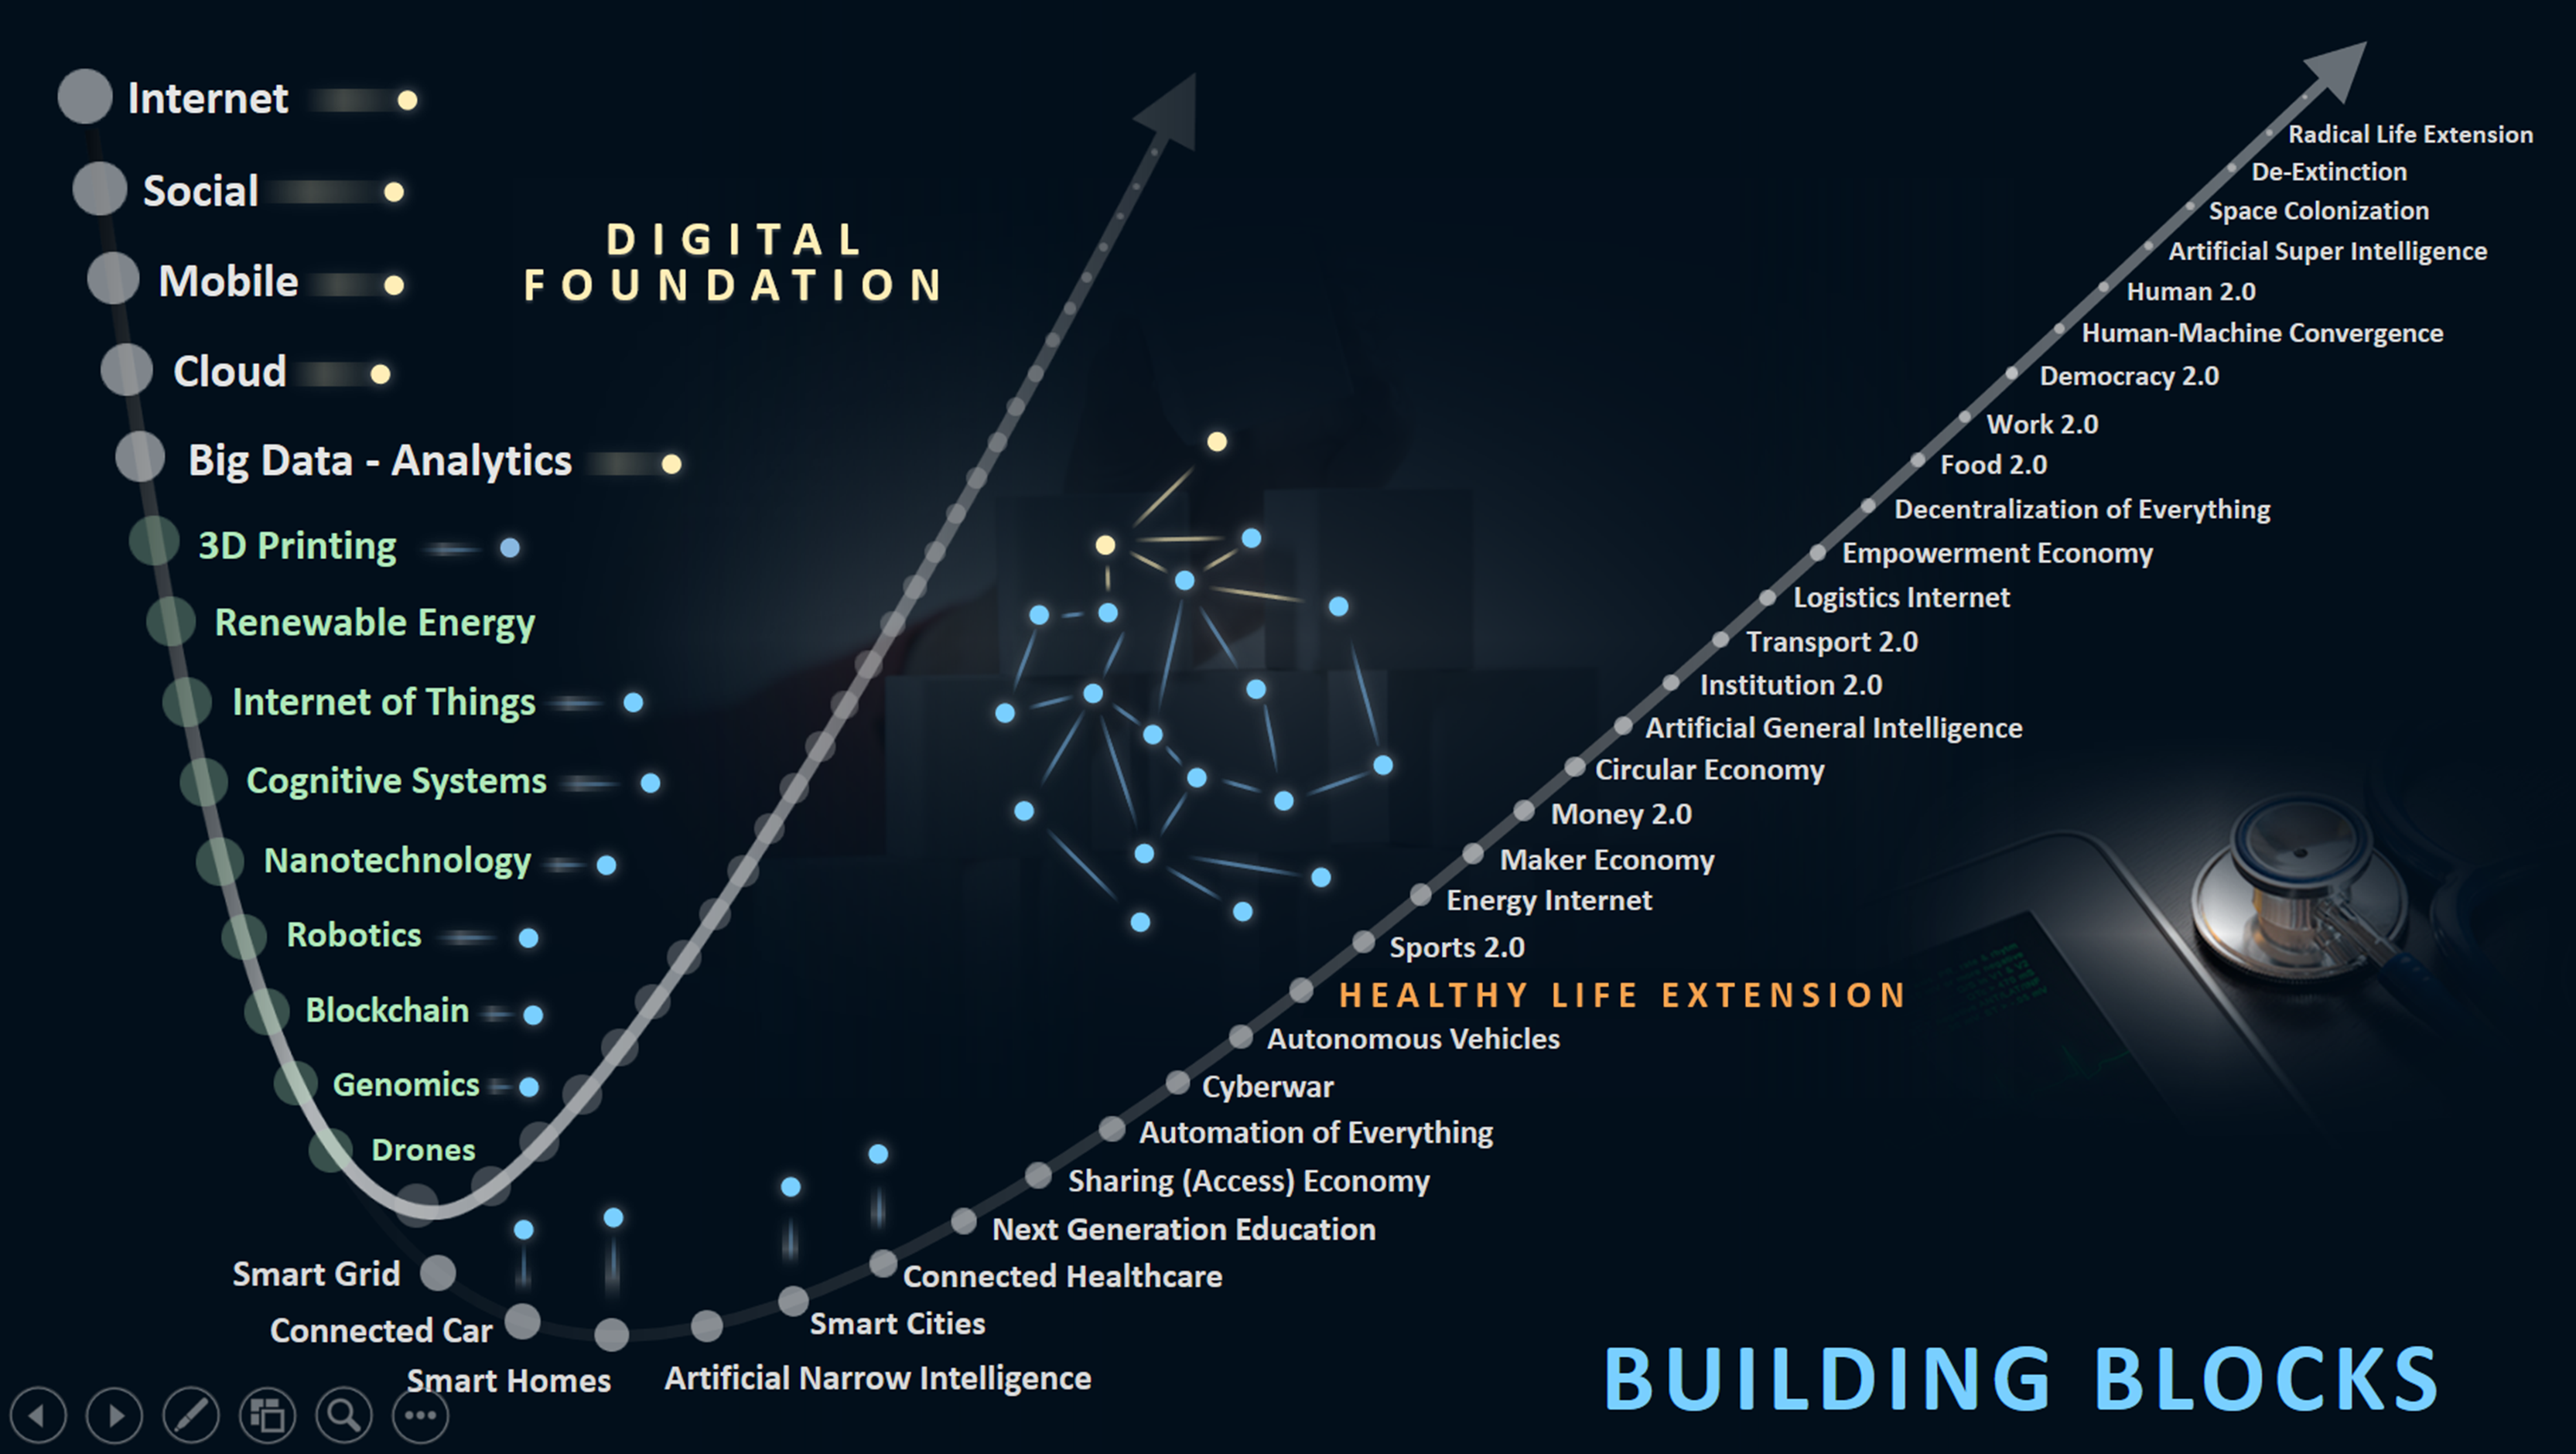 Internet
Social
Mobile
Cloud
Big Data - Analytics
3D Printing
Renewable Energy
Internet of Things
Cognitive Systems
Nanotechnology
Robotics
Blockchain
Genomics
Drones
DIGITAL
FOUNDATION
Smart Grid
Connected Car
Smart Homes
Artificial Narrow Intelligence
Smart Cities
Connected Healthcare
Next Generation Education
Sharing (Access) Economy
Automation of Everything
Cyberwar
Autonomous Vehicles
HEALTHY LIFE EXTENSION
Sports 2.0
Energy Internet
Maker Economy
Money 2.0
Circular Economy
Artificial General Intelligence
Institution 2.0
Transport 2.0
Logistics Internet
Empowerment Economy
Decentralization of Everything
Food 2.0
Work 2.0
Democracy 2.0
Human-Machine Convergence
Human 2.0
Artificial Super Intelligence
Space Colonization
De-Extinction
Radical Life Extension
BUILDING BLOCKS